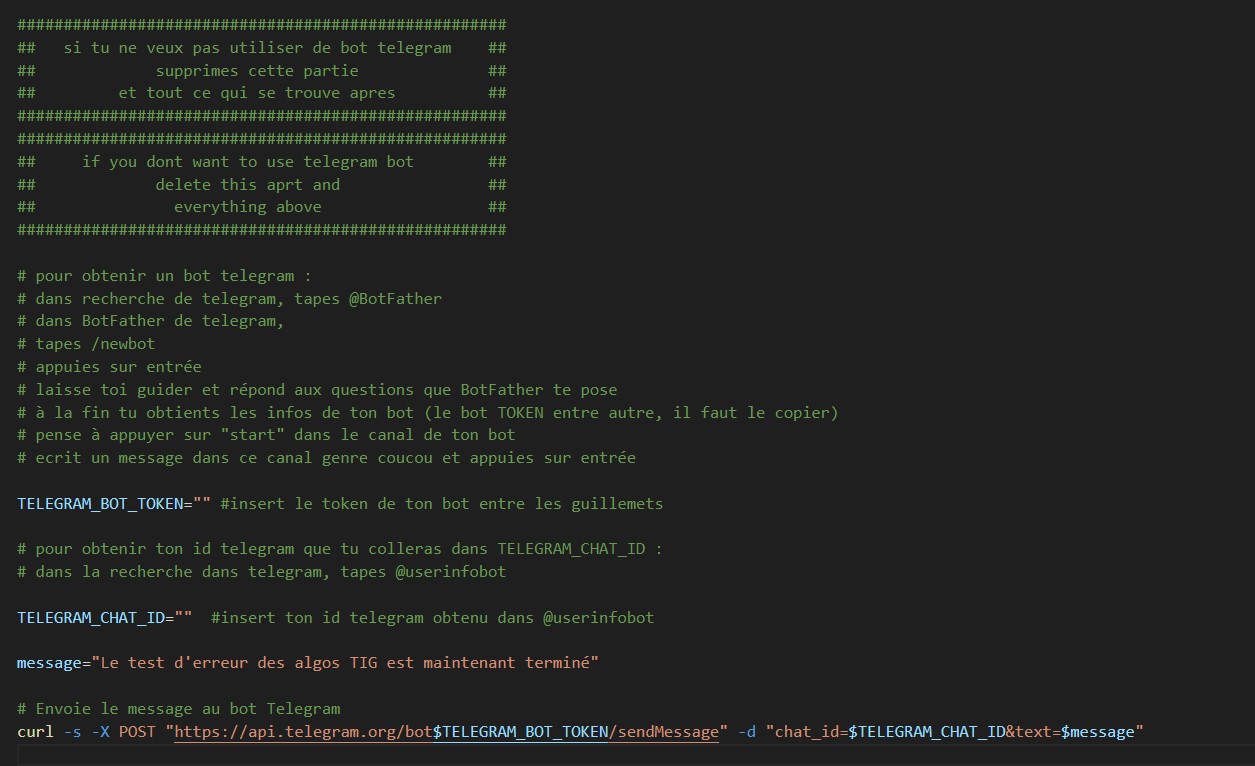 #####################################################
##   si tu ne veux pas utiliser de bot telegram    ##
##             supprimes cette partie              ##
##         et tout ce qui se trouve apres          ##
#####################################################
#####################################################
##     if you dont want to use telegram bot        ##
##             delete this aprt and                ##
##               everything above                  ##
#####################################################
# pour obtenir un bot telegram :
# dans recherche de telegram, tapes @BotFather
# dans BotFather de telegram,
# tapes /newbot
# appuies sur entrée
# laisse toi guider et répond aux questions que BotFather te pose
# à la fin tu obtients les infos de ton bot (le bot TOKEN entre autre, il faut le copier)
# pense à appuyer sur "start" dans le canal de ton bot
# ecrit un message dans ce canal genre coucou et appuies sur entrée
TELEGRAM_BOT_TOKEN="" #insert le token de ton bot entre les guillemets
# pour obtenir ton id telegram que tu colleras dans TELEGRAM_CHAT_ID :
# dans la recherche dans telegram, tapes @userinfobot
TELEGRAM_CHAT_ID=""  #insert ton id telegram obtenu dans @userinfobot
message="Le test d'erreur des algos TIG est maintenant terminé"
# Envoie le message au bot Telegram
curl -s -X POST "https://api.telegram.org/bot$TELEGRAM_BOT_TOKEN/sendMessage" -d "chat_id=$TELEGRAM_CHAT_ID&text=$message"